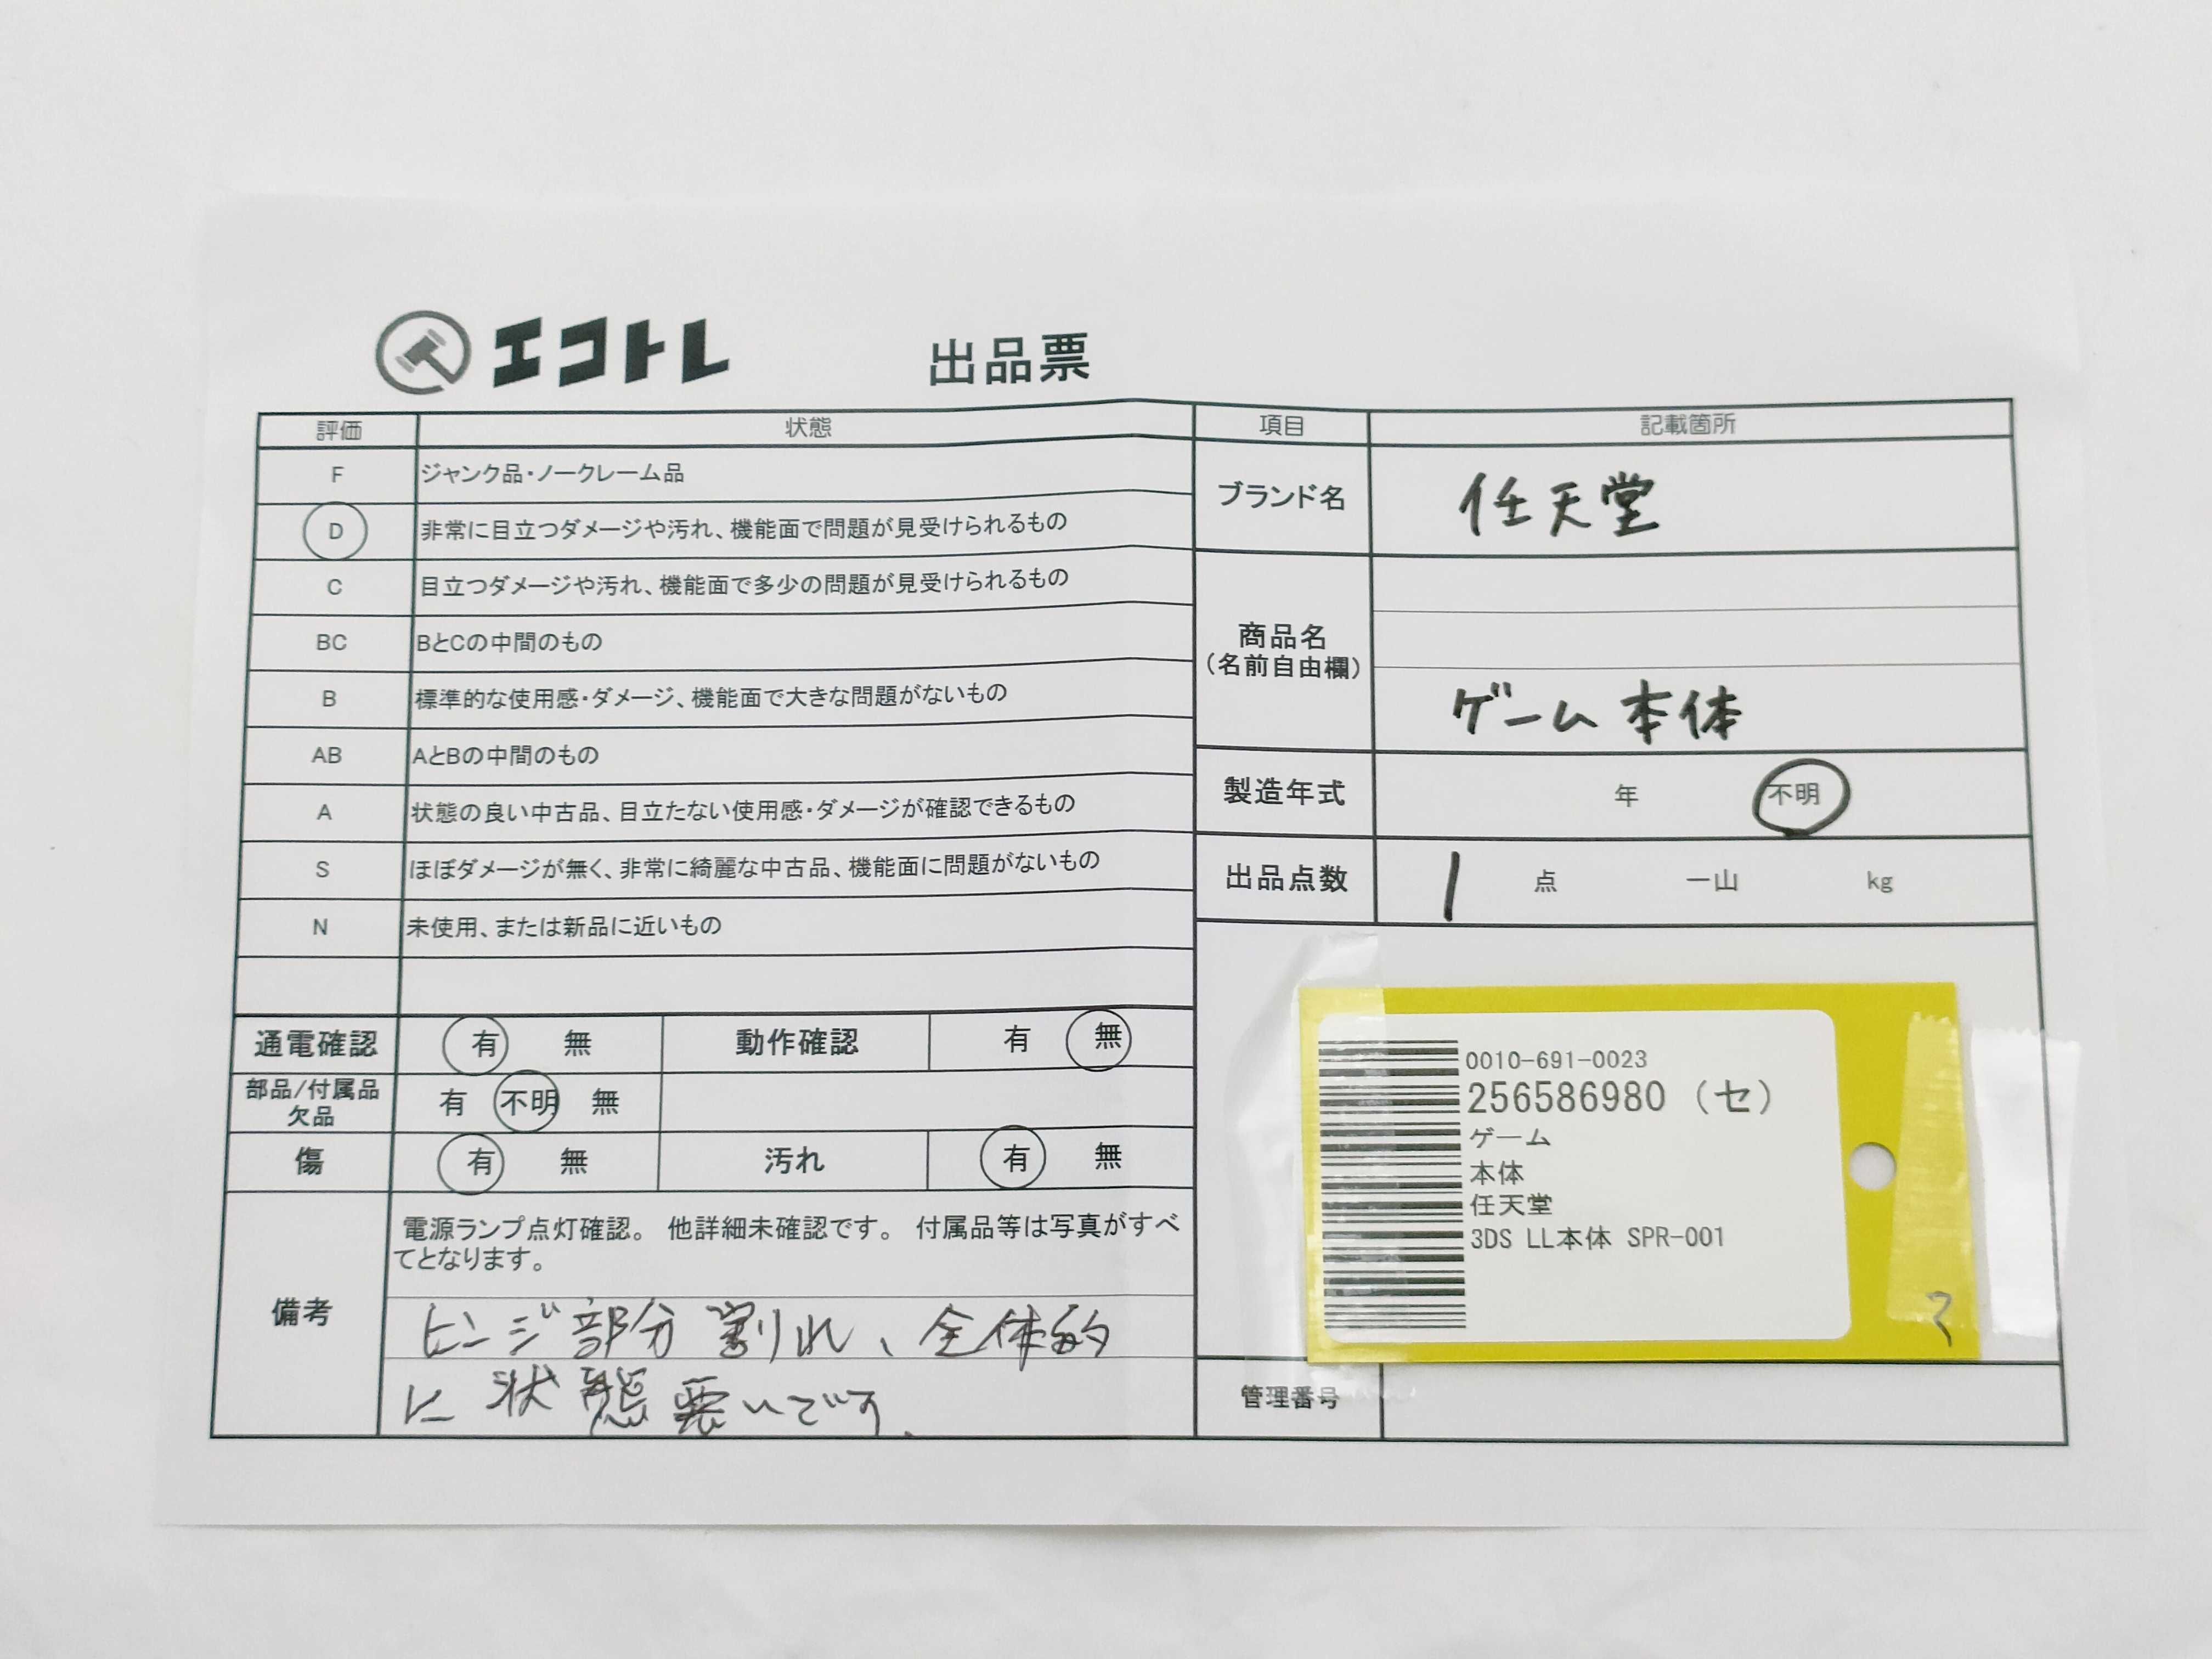 エコトレ 出品票
評価 状態
F ジャンク品・ノークレーム品
D 非常に目立つダメージや汚れ、機能面で問題が見受けられるもの
C 目立つダメージや汚れ、機能面で多少の問題が見受けられるもの
BC BとCの中間のもの
B 標準的な使用感・ダメージ、機能面で大きな問題がないもの
AB AとBの中間のもの
A 状態の良い中古品、目立たない使用感・ダメージが確認できるもの
S ほぼダメージが無く、非常に綺麗な中古品、機能面に問題がないもの
N 未使用、または新品に近いもの
通電確認 有 無 動作確認 有 無
部品/付属品
欠品 有 不明 無
傷 有 無 汚れ 有 無
備考
電源ランプ点灯確認。 他詳細未確認です。 付属品等は写真がすべ
てとなります。
ヒンジ部分 割れ、全体的
に 状態悪いです.
項目 記載箇所
ブランド名 任天堂
商品名
(名前自由欄)
ゲーム 本体
製造年式 年 不明
出品点数 1 点 一山 kg
0010-691-0023
256586980 (セ)
ゲーム
本体
任天堂
3DS LL本体 SPR-001
管理番号